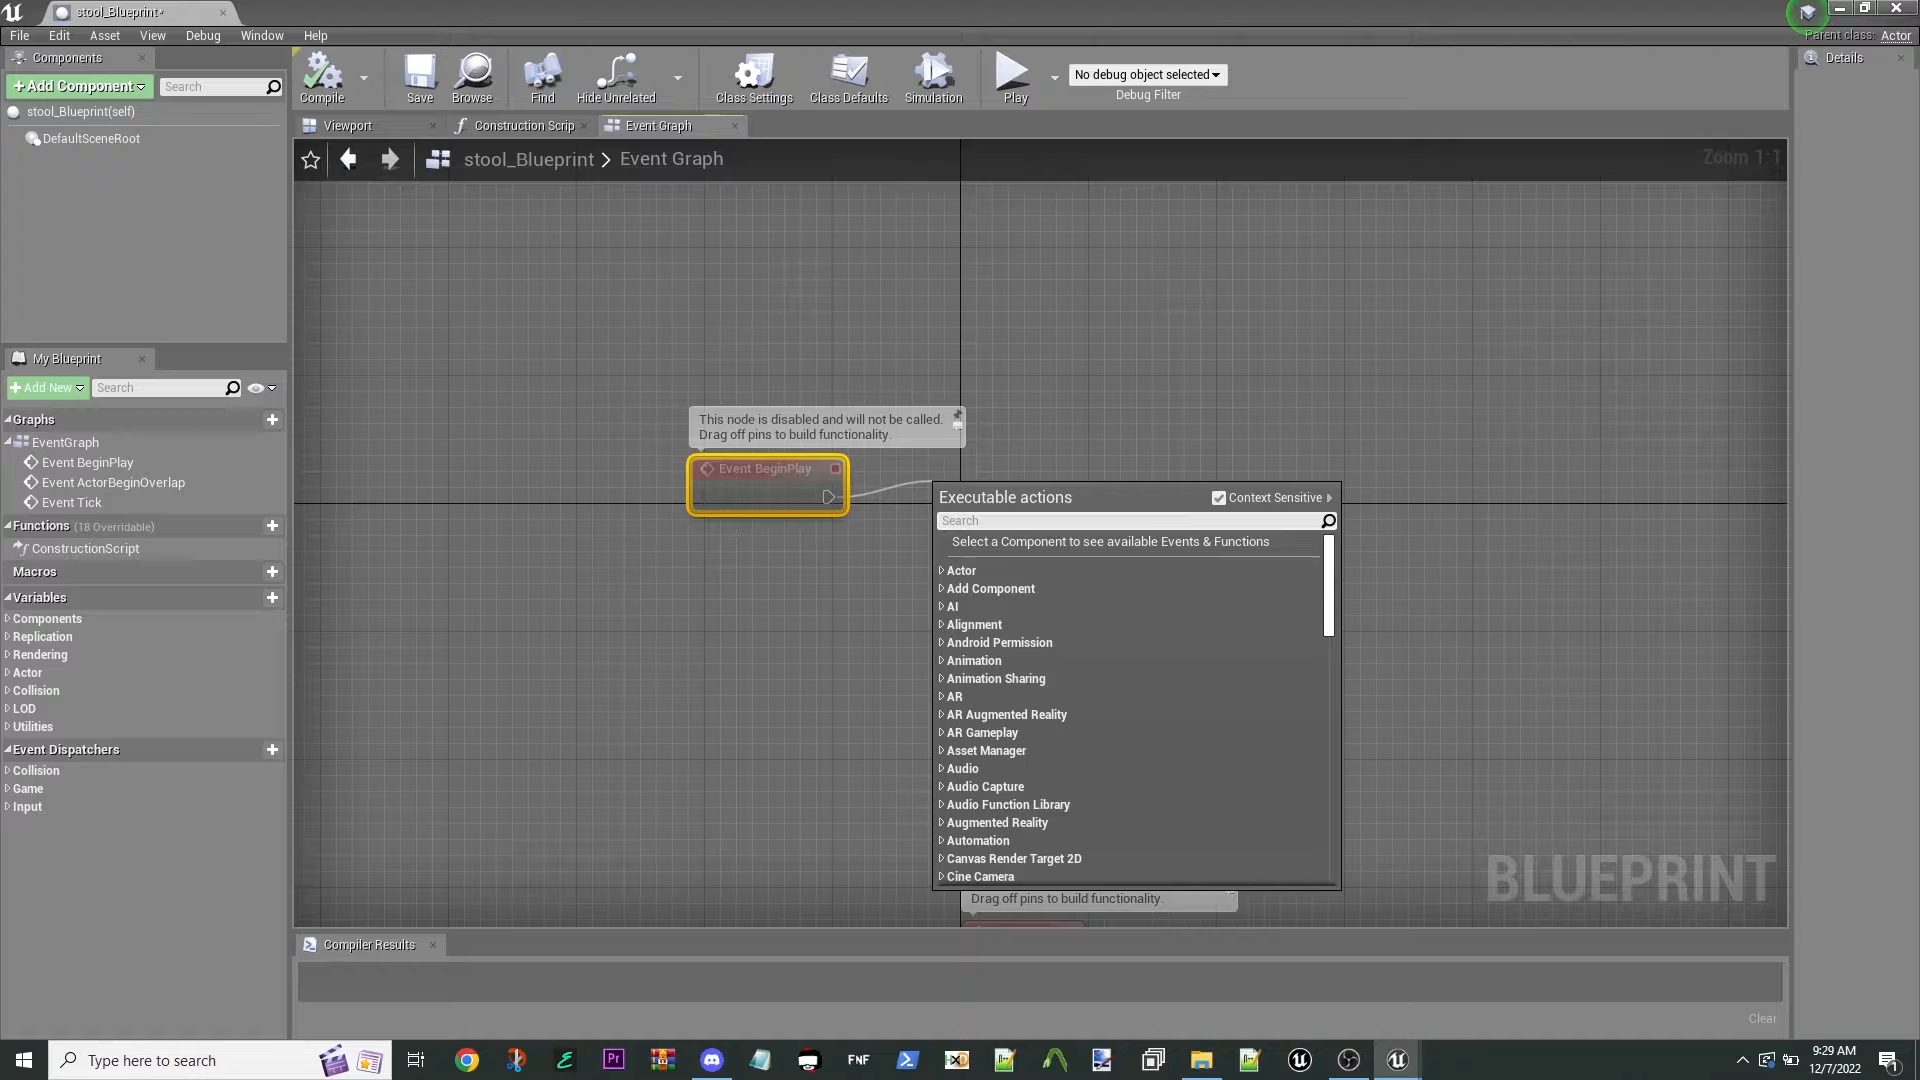 stool_Blueprint*
File Edit Asset View Debug Window Help
Parent class: Actor
Components
+Add Component
Search
stool_Blueprint(self)
DefaultSceneRoot
Compile
Save
Browse
Find
Hide Unrelated
Class Settings
Class Defaults
Simulation
Play
No debug object selected
Debug Filter
Details
Viewport
Construction Scrip
Event Graph
stool_Blueprint > Event Graph
Zoom 1:1
My Blueprint
+Add New
Search
Graphs
EventGraph
Event BeginPlay
Event ActorBeginOverlap
Event Tick
Functions (18 Overridable)
ConstructionScript
Macros
Variables
Components
Replication
Rendering
Actor
Collision
LOD
Utilities
Event Dispatchers
Collision
Game
Input
This node is disabled and will not be called.
Drag off pins to build functionality.
Event BeginPlay
Executable actions
Context Sensitive
Search
Select a Component to see available Events & Functions
Actor
Add Component
AI
Alignment
Android Permission
Animation
Animation Sharing
AR
AR Augmented Reality
AR Gameplay
Asset Manager
Audio
Audio Capture
Audio Function Library
Augmented Reality
Automation
Canvas Render Target 2D
Cine Camera
Drag off pins to build functionality.
BLUEPRINT
Compiler Results
Clear
Type here to search
Pr
FNF
9:29 AM
12/7/2022
1